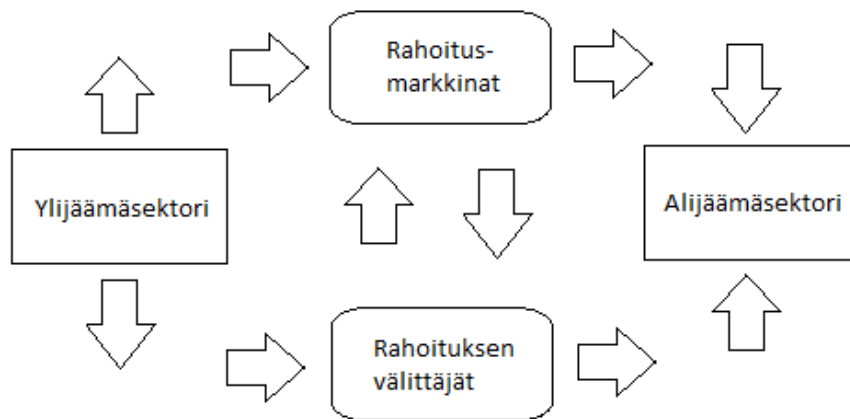 Rahoitus-
markkinat
Ylijäämäsektori
Alijäämäsektori
Rahoituksen
välittäjät